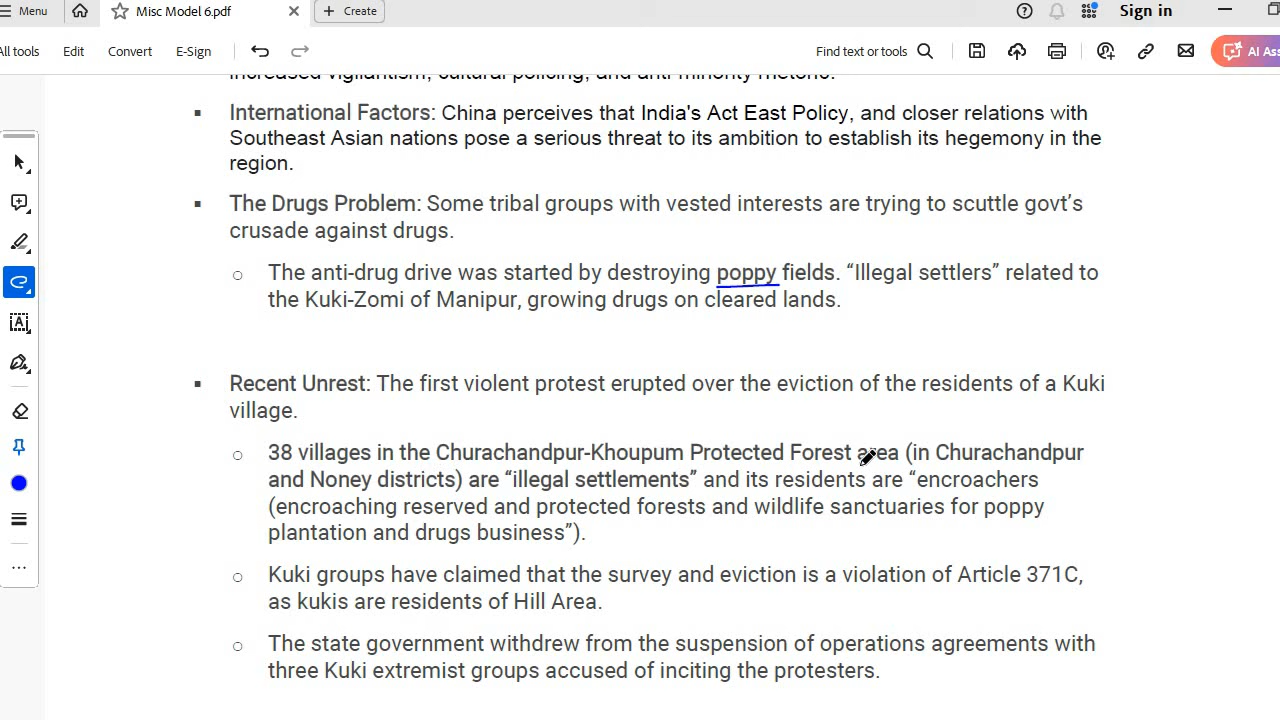 Menu
Misc Model 6.pdf
Create
Sign in
All tools
Edit
Convert
E-Sign
Find text or tools
AI Ass
increased vigilantism, cultural policing, and anti-minority rhetoric.
▪ International Factors: China perceives that India's Act East Policy, and closer relations with
Southeast Asian nations pose a serious threat to its ambition to establish its hegemony in the
region.
▪ The Drugs Problem: Some tribal groups with vested interests are trying to scuttle govt’s
crusade against drugs.
○ The anti-drug drive was started by destroying poppy fields. “Illegal settlers” related to
the Kuki-Zomi of Manipur, growing drugs on cleared lands.
▪ Recent Unrest: The first violent protest erupted over the eviction of the residents of a Kuki
village.
○ 38 villages in the Churachandpur-Khoupum Protected Forest area (in Churachandpur
and Noney districts) are “illegal settlements” and its residents are “encroachers
(encroaching reserved and protected forests and wildlife sanctuaries for poppy
plantation and drugs business”).
○ Kuki groups have claimed that the survey and eviction is a violation of Article 371C,
as kukis are residents of Hill Area.
○ The state government withdrew from the suspension of operations agreements with
three Kuki extremist groups accused of inciting the protesters.